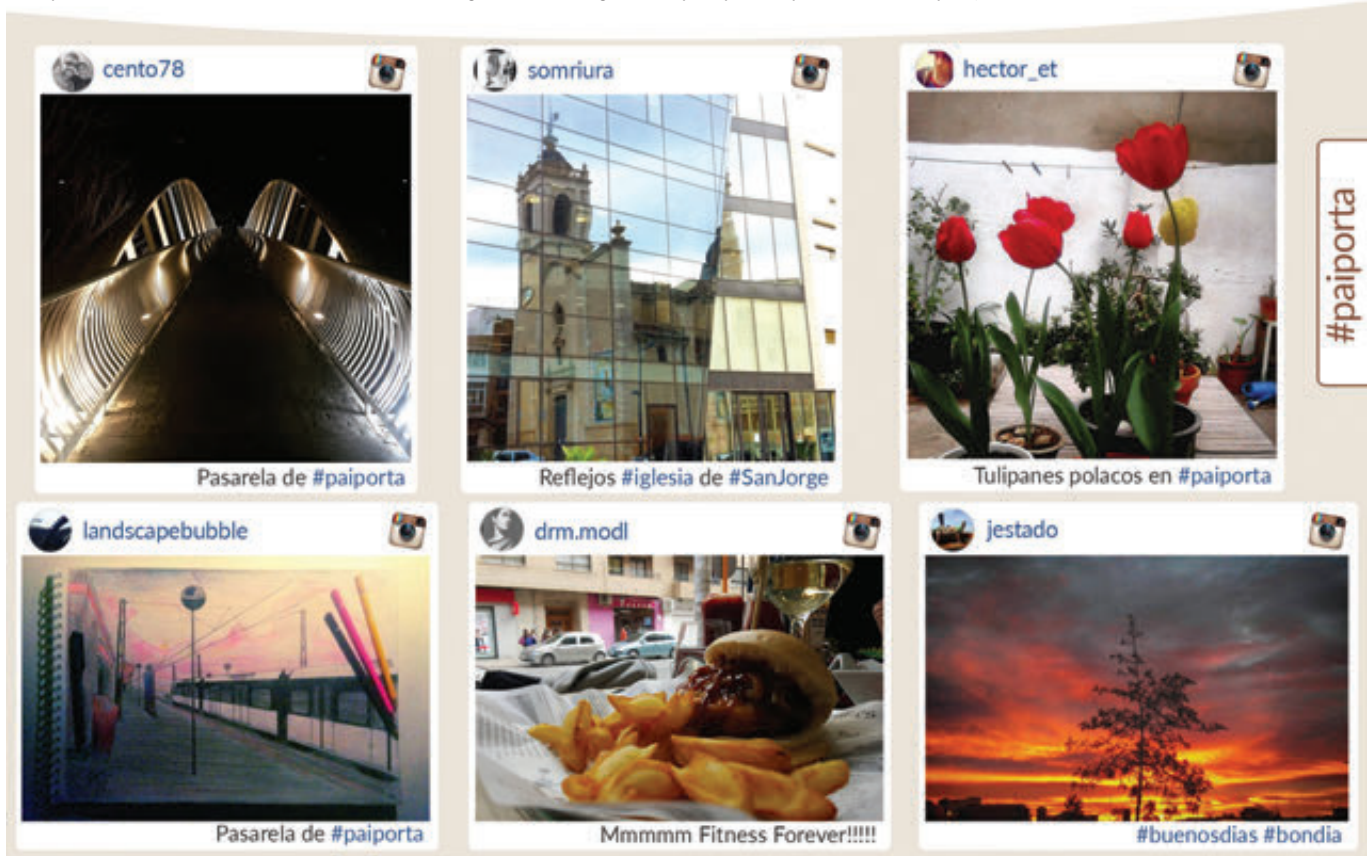 cento78
somriura
hector_et
Pasarela de #paiporta
Reflejos #iglesia de #SanJorge
Tulipanes polacos en #paiporta
#paiporta
landscapebubble
drm.modl
jestado
Pasarela de #paiporta
Mmmmm Fitness Forever!!!!!
#buenosdias #bondia